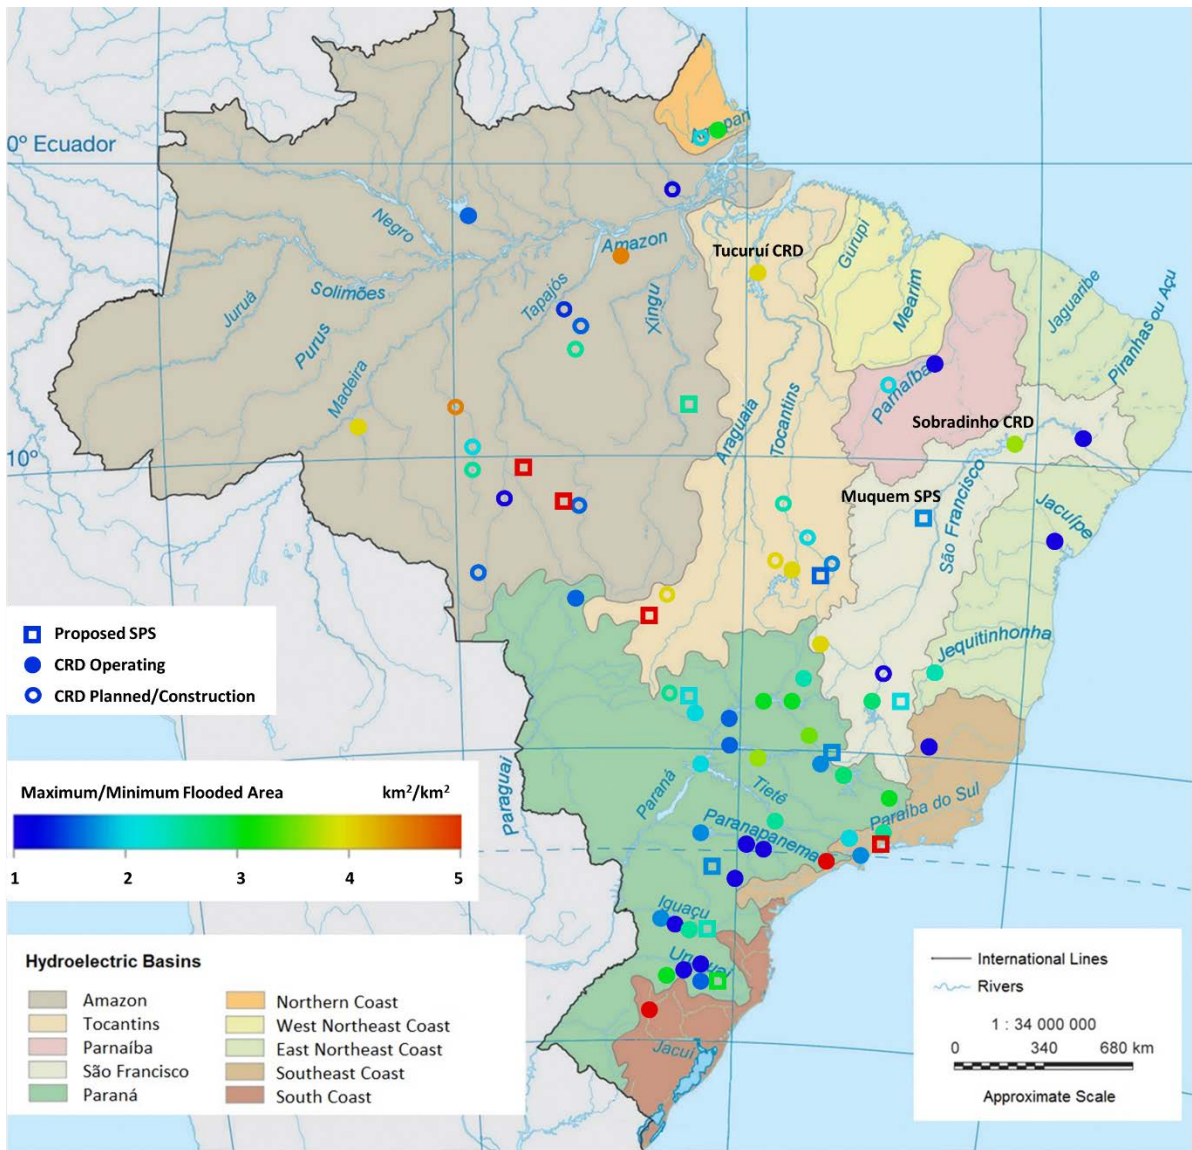 Amapari
0º Ecuador
Negro
Amazon
Tucuruí CRD
Gurupi
Mearim
Jaguaribe
Piranhas ou Açu
Solimões
Juruá
Purus
Tapajós
Xingu
Madeira
Parnaíba
Araguaia
Tocantins
Sobradinho CRD
10º
Muquem SPS
São Francisco
Jacuípe
Jequitinhonha
Proposed SPS
CRD Operating
CRD Planned/Construction
Paraguai
Paraná
Tietê
Paraíba do Sul
Paranapanema
Iguaçu
Uruguai
Jacuí
Maximum/Minimum Flooded Area km²/km²
1 2 3 4 5
Hydroelectric Basins
Amazon
Tocantins
Parnaíba
São Francisco
Paraná
Northern Coast
West Northeast Coast
East Northeast Coast
Southeast Coast
South Coast
International Lines
Rivers
1 : 34 000 000
0 340 680 km
Approximate Scale